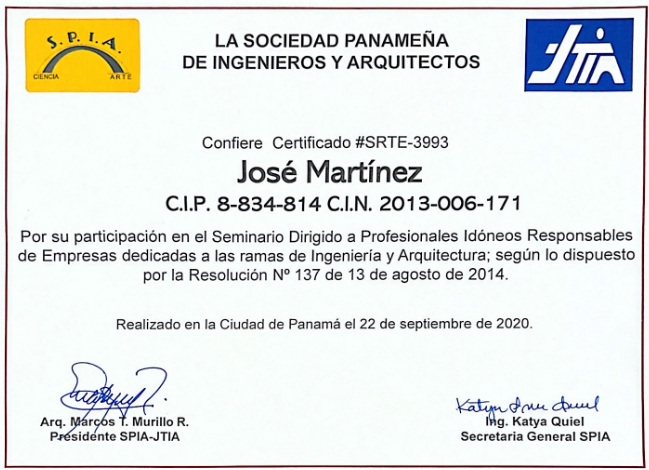 S.P.I.A.
CIENCIA ARTE
JTIA
LA SOCIEDAD PANAMEÑA
DE INGENIEROS Y ARQUITECTOS
Confiere Certificado #SRTE-3993
José Martínez
C.I.P. 8-834-814 C.I.N. 2013-006-171
Por su participación en el Seminario Dirigido a Profesionales Idóneos Responsables
de Empresas dedicadas a las ramas de Ingeniería y Arquitectura; según lo dispuesto
por la Resolución Nº 137 de 13 de agosto de 2014.
Realizado en la Ciudad de Panamá el 22 de septiembre de 2020.
Arq. Marcos T. Murillo R.
Presidente SPIA-JTIA
Katya
Ing. Katya Quiel
Secretaria General SPIA